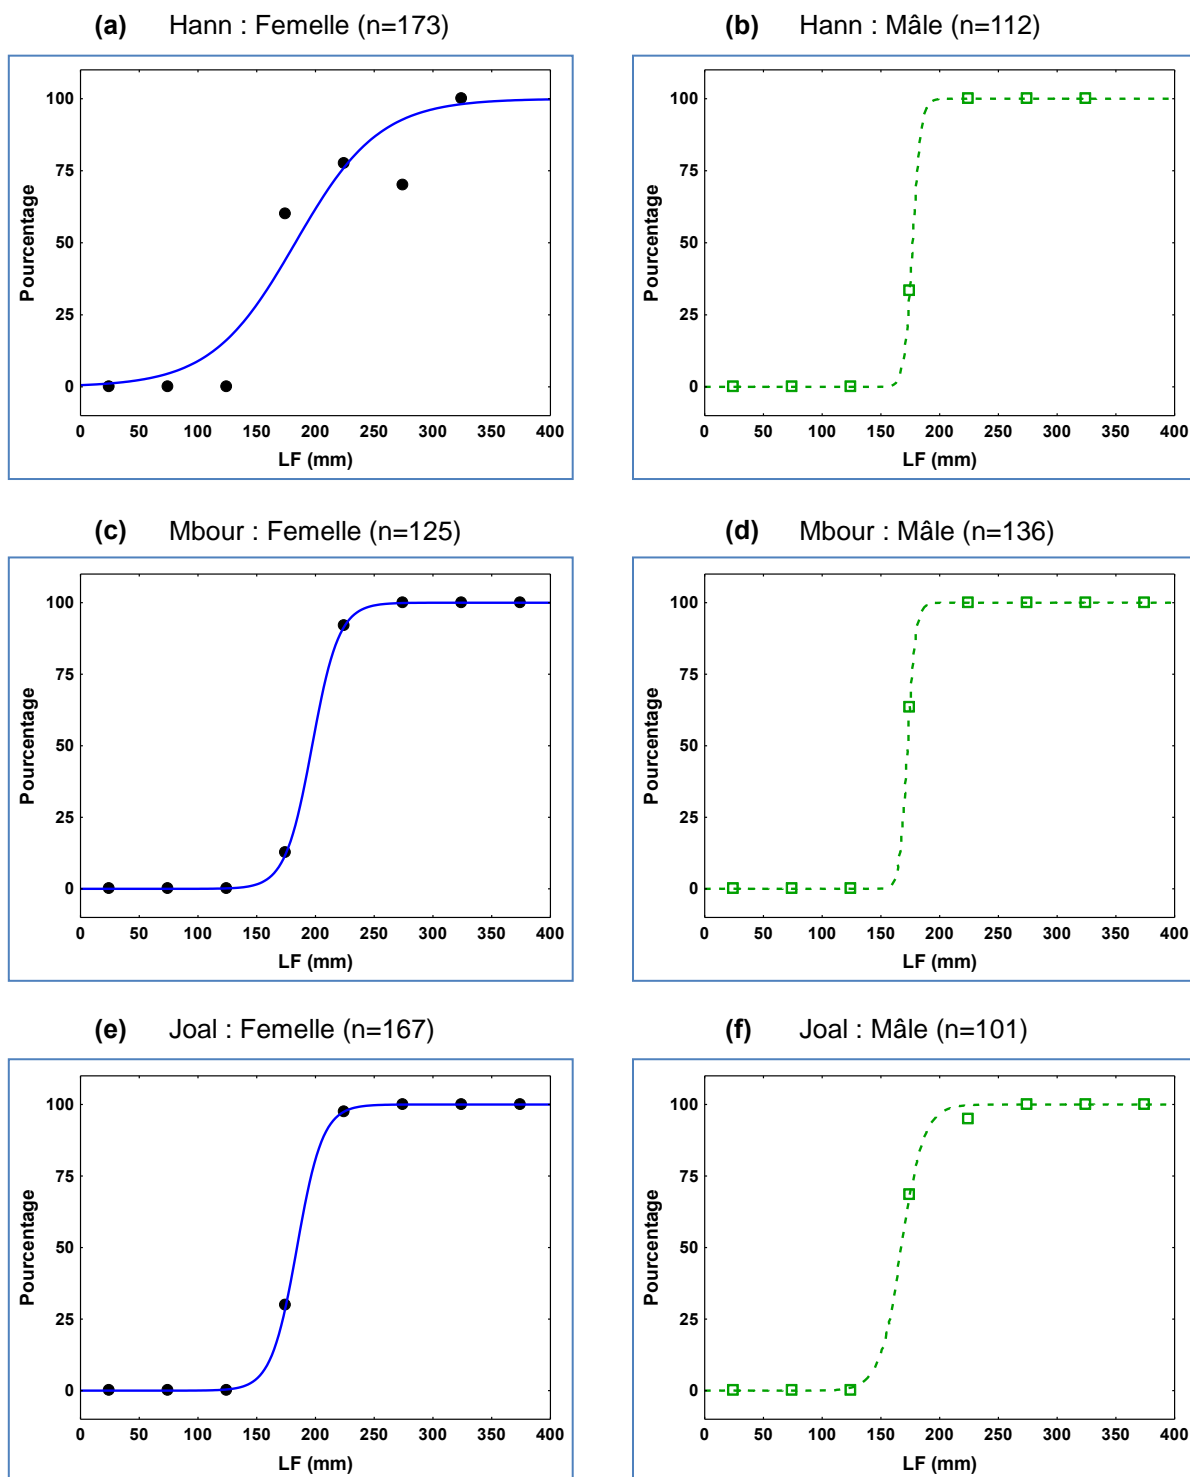 (a) Hann : Femelle (n=173)
(b) Hann : Mâle (n=112)
100
75
50
25
0
Pourcentage
0 50 100 150 200 250 300 350 400
LF (mm)
100
75
50
25
0
Pourcentage
0 50 100 150 200 250 300 350 400
LF (mm)
(c) Mbour : Femelle (n=125)
(d) Mbour : Mâle (n=136)
100
75
50
25
0
Pourcentage
0 50 100 150 200 250 300 350 400
LF (mm)
100
75
50
25
0
Pourcentage
0 50 100 150 200 250 300 350 400
LF (mm)
(e) Joal : Femelle (n=167)
(f) Joal : Mâle (n=101)
100
75
50
25
0
Pourcentage
0 50 100 150 200 250 300 350 400
LF (mm)
100
75
50
25
0
Pourcentage
0 50 100 150 200 250 300 350 400
LF (mm)